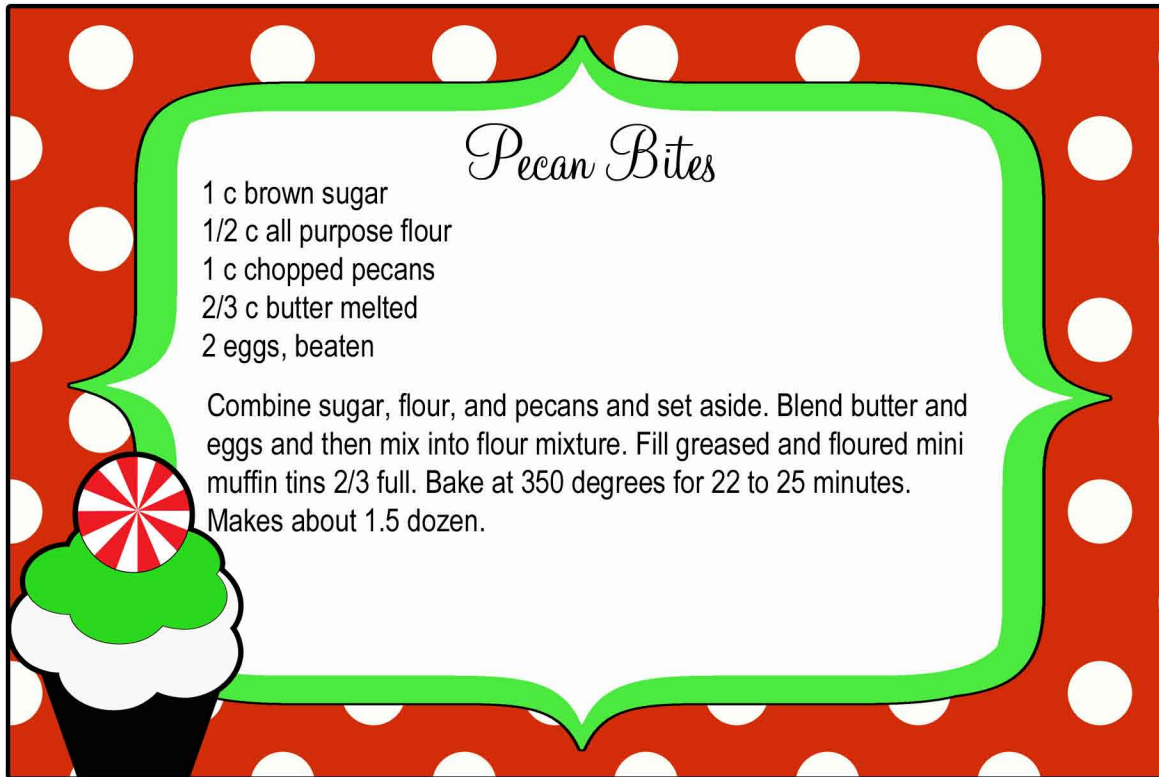 Pecan Bites
1 c brown sugar
1/2 c all purpose flour
1 c chopped pecans
2/3 c butter melted
2 eggs, beaten
Combine sugar, flour, and pecans and set aside. Blend butter and
eggs and then mix into flour mixture. Fill greased and floured mini
muffin tins 2/3 full. Bake at 350 degrees for 22 to 25 minutes.
Makes about 1.5 dozen.